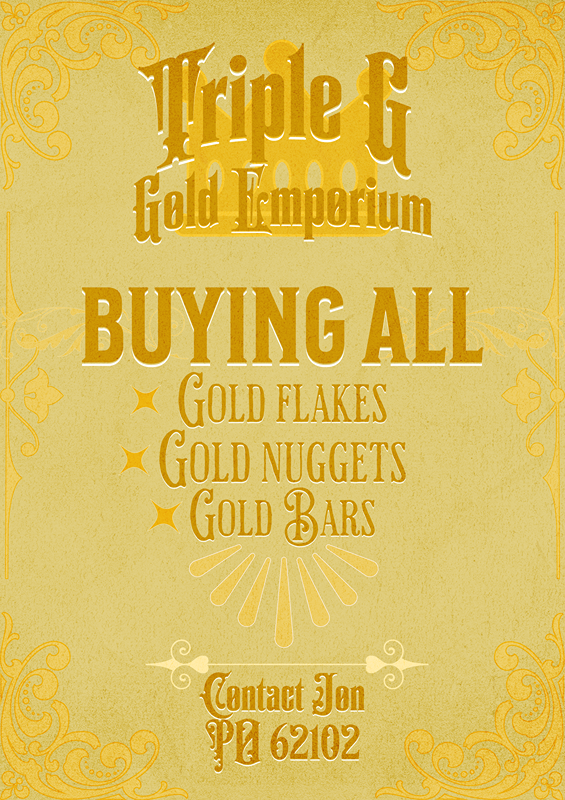 Triple G
Gold Emporium
BUYING ALL
Gold flakes
Gold nuggets
Gold Bars
Contact Jon
PO 62102